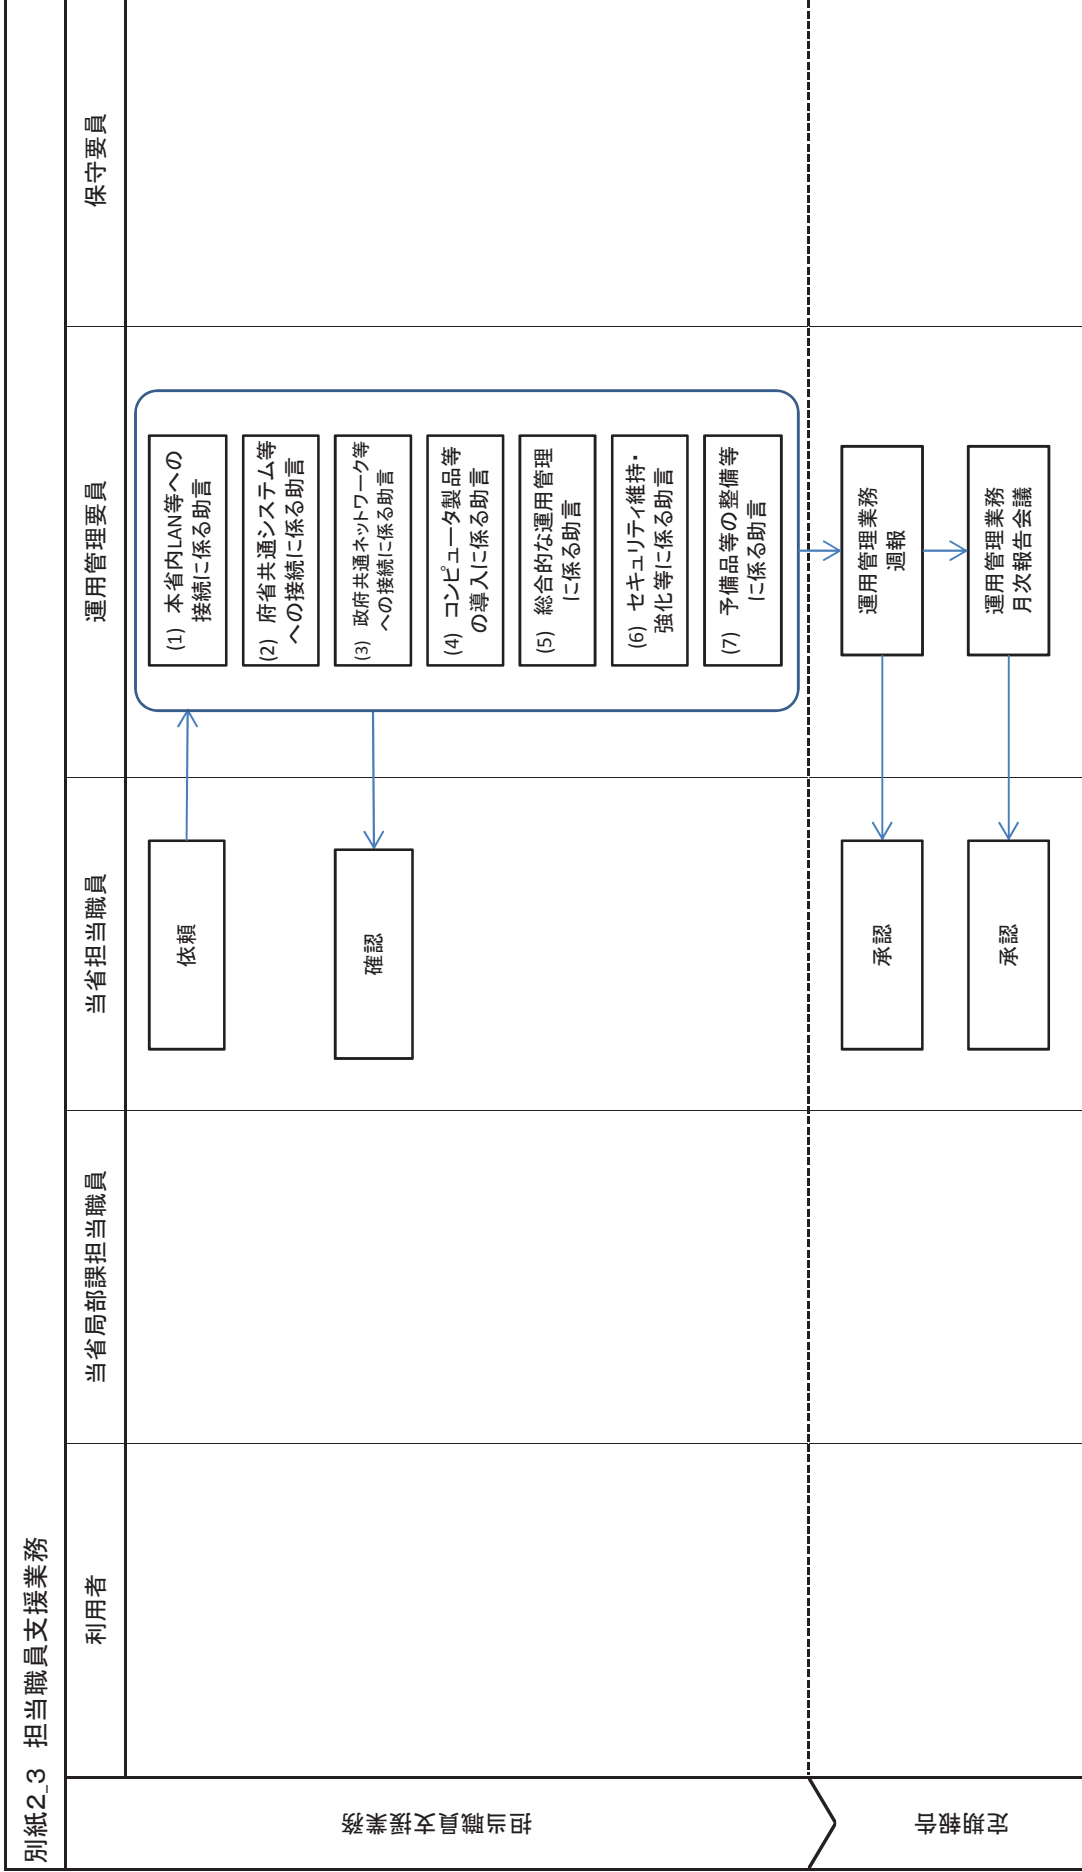 別紙2_3 担当職員支援業務
利用者
当省局部課担当職員
当省担当職員
運用管理要員
保守要員
担当職員支援業務
依頼
確認
(1) 本省内LAN等への
接続に係る助言
(2) 府省共通システム等
への接続に係る助言
(3) 政府共通ネットワーク等
への接続に係る助言
(4) コンピュータ製品等
の導入に係る助言
(5) 総合的な運用管理
に係る助言
(6) セキュリティ維持・
強化等に係る助言
(7) 予備品等の整備等
に係る助言
定期報告
承認
運用管理業務
週報
承認
運用管理業務
月次報告会議